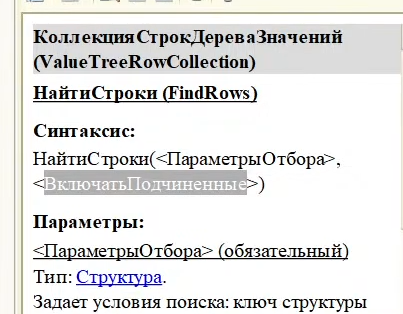 КоллекцияСтрокДереваЗначений
(ValueTreeRowCollection)
НайтиСтроки (FindRows)
Синтаксис:
НайтиСтроки(<ПараметрыОтбора>,
<ВключатьПодчиненные>)
Параметры:
<ПараметрыОтбора> (обязательный)
Тип: Структура.
Задает условия поиска: ключ структуры